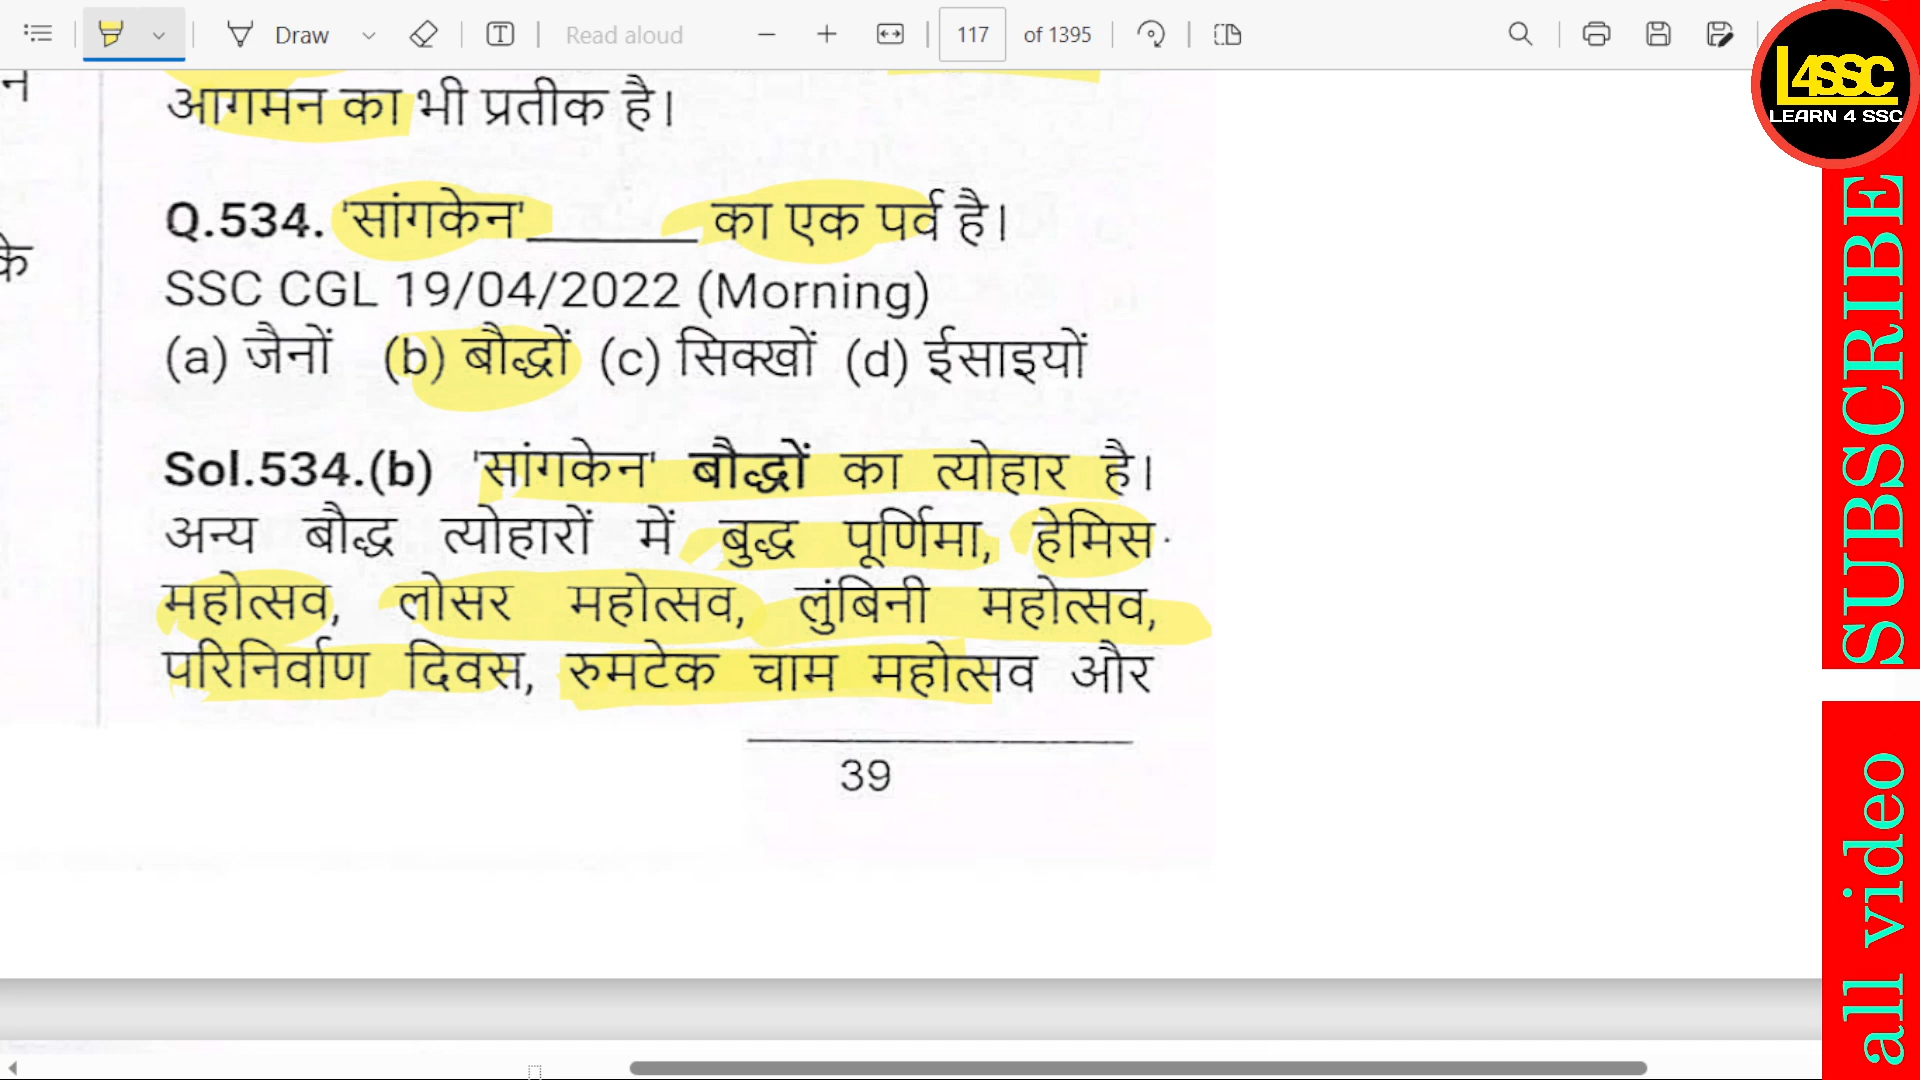 Draw
Read aloud
117 of 1395
L4SSC
LEARN 4 SSC
न
के
आगमन का भी प्रतीक है।
Q.534. 'सांगकेन'________ का एक पर्व है।
SSC CGL 19/04/2022 (Morning)
(a) जैनों (b) बौद्धों (c) सिक्खों (d) ईसाइयों
Sol.534.(b) 'सांगकेन' बौद्धों का त्योहार है।
अन्य बौद्ध त्योहारों में बुद्ध पूर्णिमा, हेमिस
महोत्सव, लोसर महोत्सव, लुंबिनी महोत्सव,
परिनिर्वाण दिवस, रुमटेक चाम महोत्सव और
39
SUBSCRIBE
all video